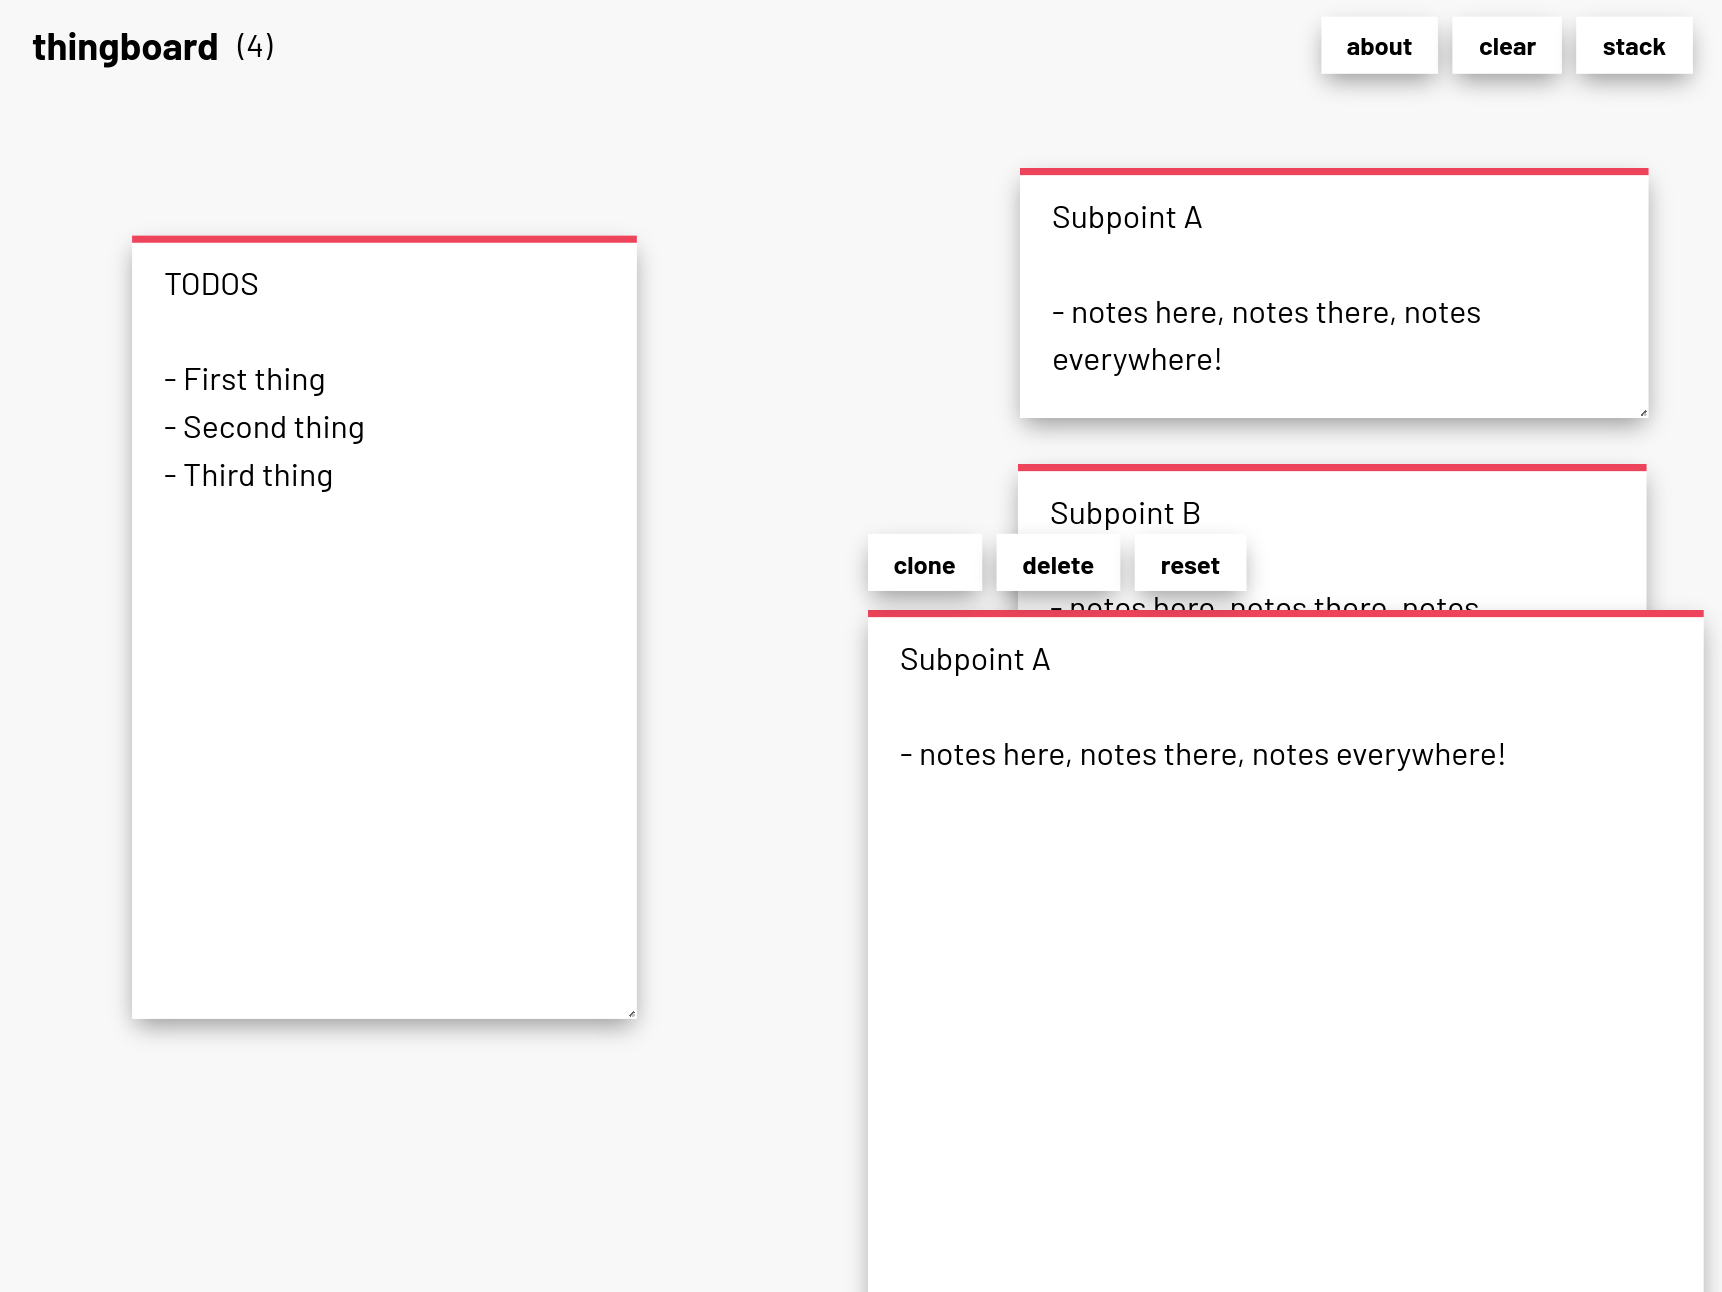 thingboard (4)
about clear stack
TODOS
- First thing
- Second thing
- Third thing
Subpoint A
- notes here, notes there, notes
everywhere!
Subpoint B
- notes here, notes there, notes
clone delete reset
Subpoint A
- notes here, notes there, notes everywhere!